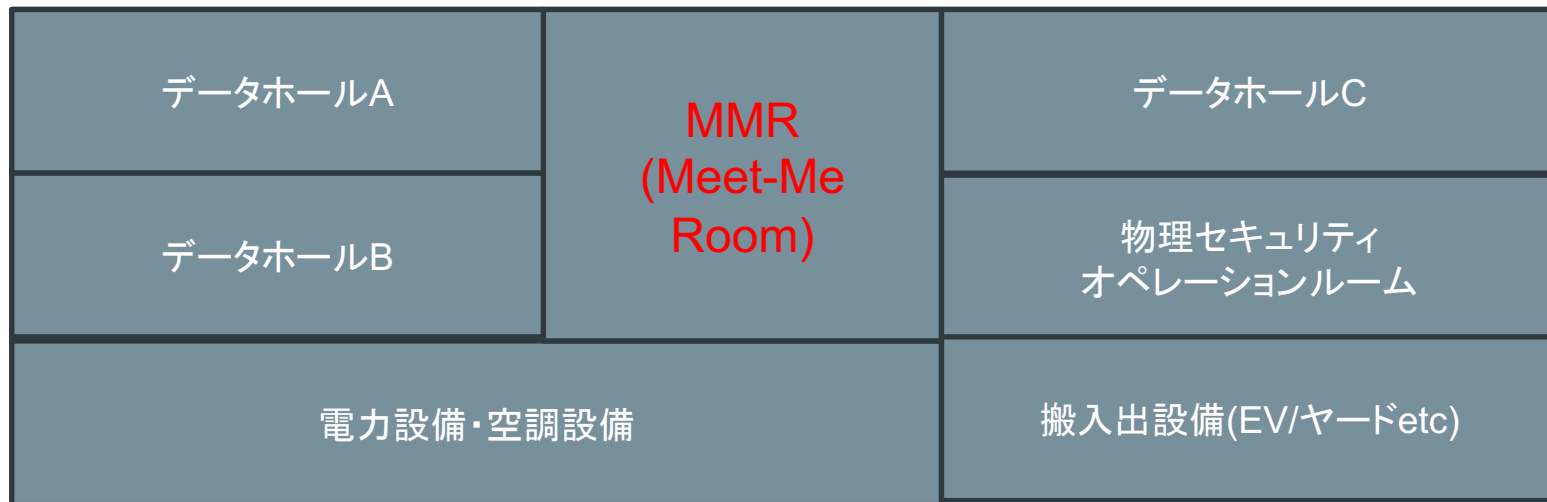 データホールA
MMR
(Meet-Me
Room)
データホールC
データホールB
物理セキュリティ
オペレーションルーム
電力設備・空調設備
搬入出設備(EV/ヤードetc)